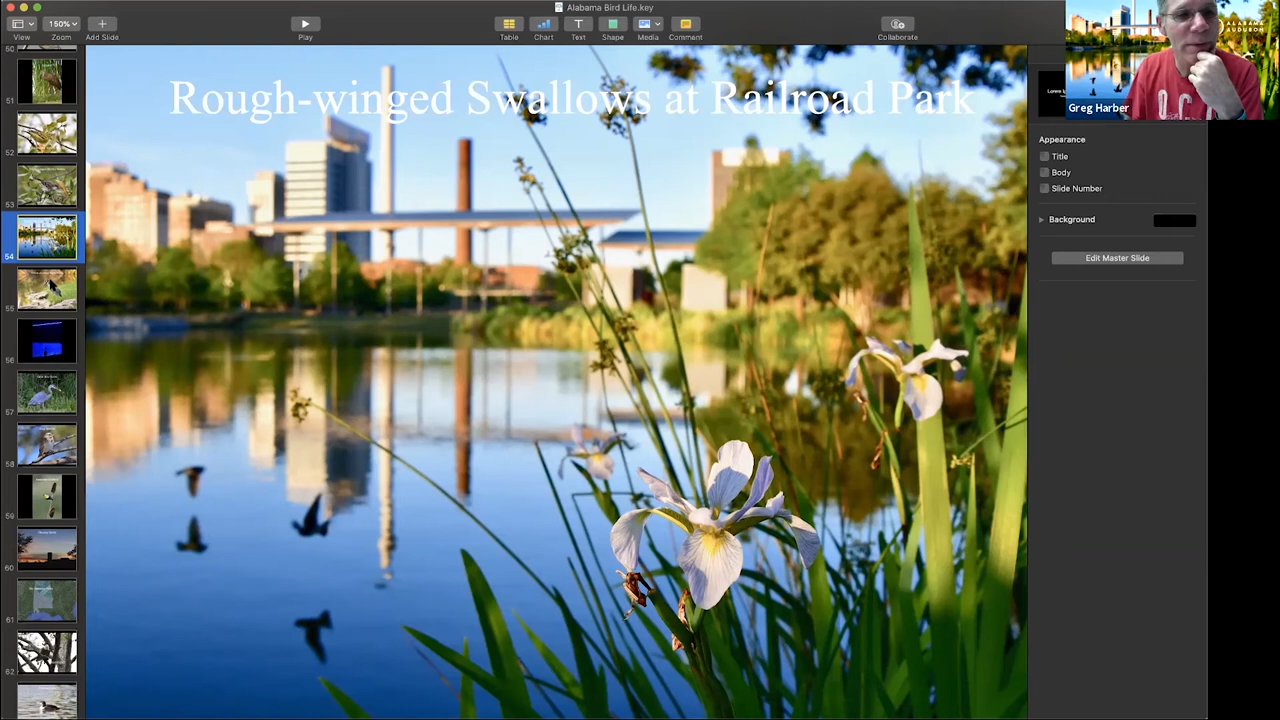 Alabama Bird Life.key
150%
View
Zoom
Add Slide
Play
Table
Chart
Text
Shape
Media
Comment
Collaborate
ALABAMA
AUDUBON
Greg Harber
Rough-winged Swallows at Railroad Park
Appearance
Title
Body
Slide Number
Background
Edit Master Slide
50
51
52
53
54
55
56
57
58
59
60
61
62